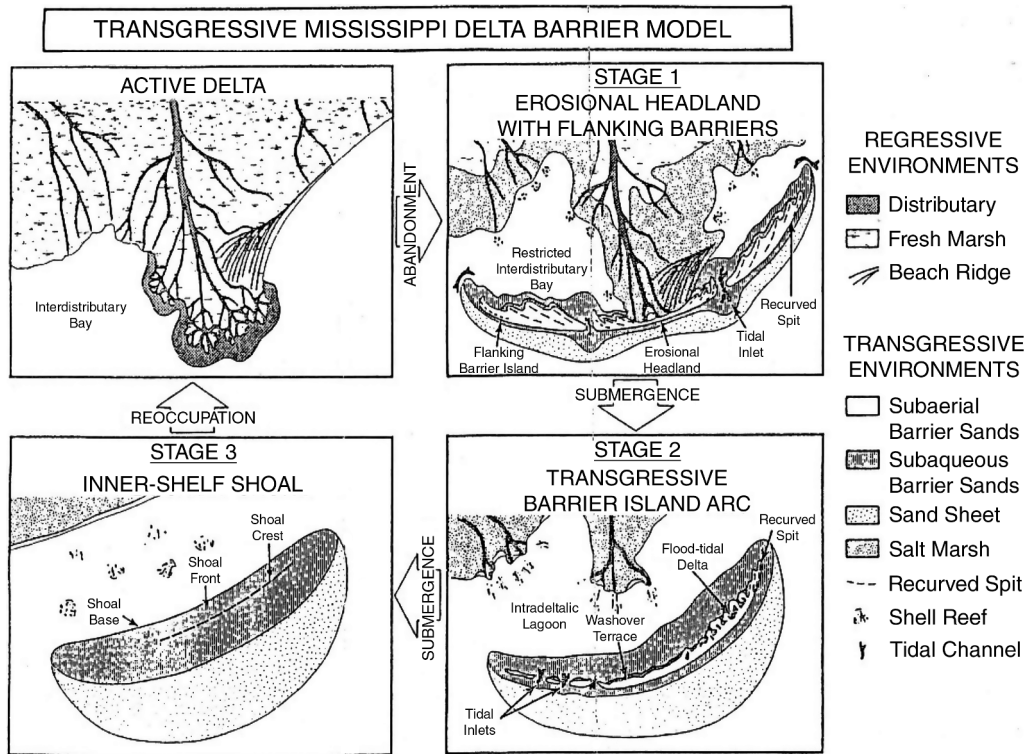 TRANSGRESSIVE MISSISSIPPI DELTA BARRIER MODEL
ACTIVE DELTA
Interdistributary
Bay
ABANDONMENT
STAGE 1
EROSIONAL HEADLAND
WITH FLANKING BARRIERS
Restricted
Interdistributary
Bay
Flanking
Barrier Island
Erosional
Headland
Tidal
Inlet
Recurved
Spit
SUBMERGENCE
STAGE 2
TRANSGRESSIVE
BARRIER ISLAND ARC
Recurved
Spit
Flood-tidal
Delta
Intradeltalic
Lagoon
Washover
Terrace
Tidal
Inlets
SUBMERGENCE
STAGE 3
INNER-SHELF SHOAL
Shoal
Crest
Shoal
Front
Shoal
Base
REOCCUPATION
REGRESSIVE
ENVIRONMENTS
Distributary
Fresh Marsh
Beach Ridge
TRANSGRESSIVE
ENVIRONMENTS
Subaerial
Barrier Sands
Subaqueous
Barrier Sands
Sand Sheet
Salt Marsh
Recurved Spit
Shell Reef
Tidal Channel